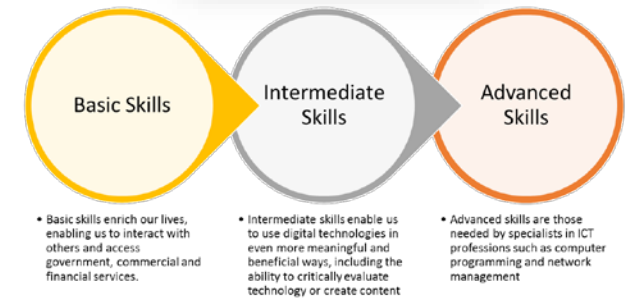 Basic Skills
Intermediate
Skills
Advanced
Skills
• Basic skills enrich our lives,
enabling us to interact with
others and access
government, commercial and
financial services.
• Intermediate skills enable us
to use digital technologies in
even more meaningful and
beneficial ways, including the
ability to critically evaluate
technology or create content
• Advanced skills are those
needed by specialists in ICT
professions such as computer
programming and network
management